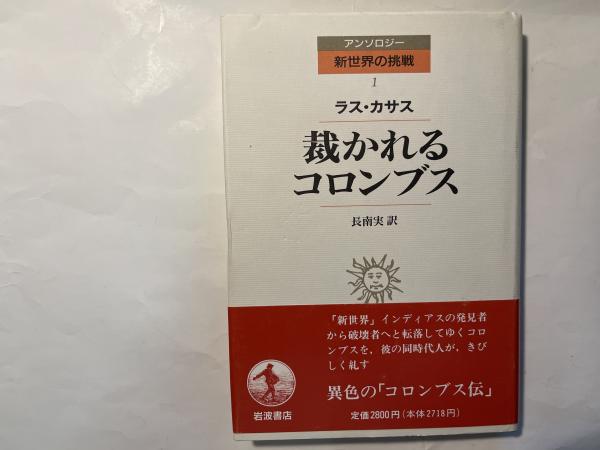 アンソロジー
新世界の挑戦
1
ラス・カサス
裁かれる
コロンブス
長南実 訳
「新世界」インディアスの発見者
から破壊者へと転落してゆくコロ
ンブスを，彼の同時代人が，きび
しく糺す
異色の「コロンブス伝」
岩波書店
定価2800円(本体2718円)